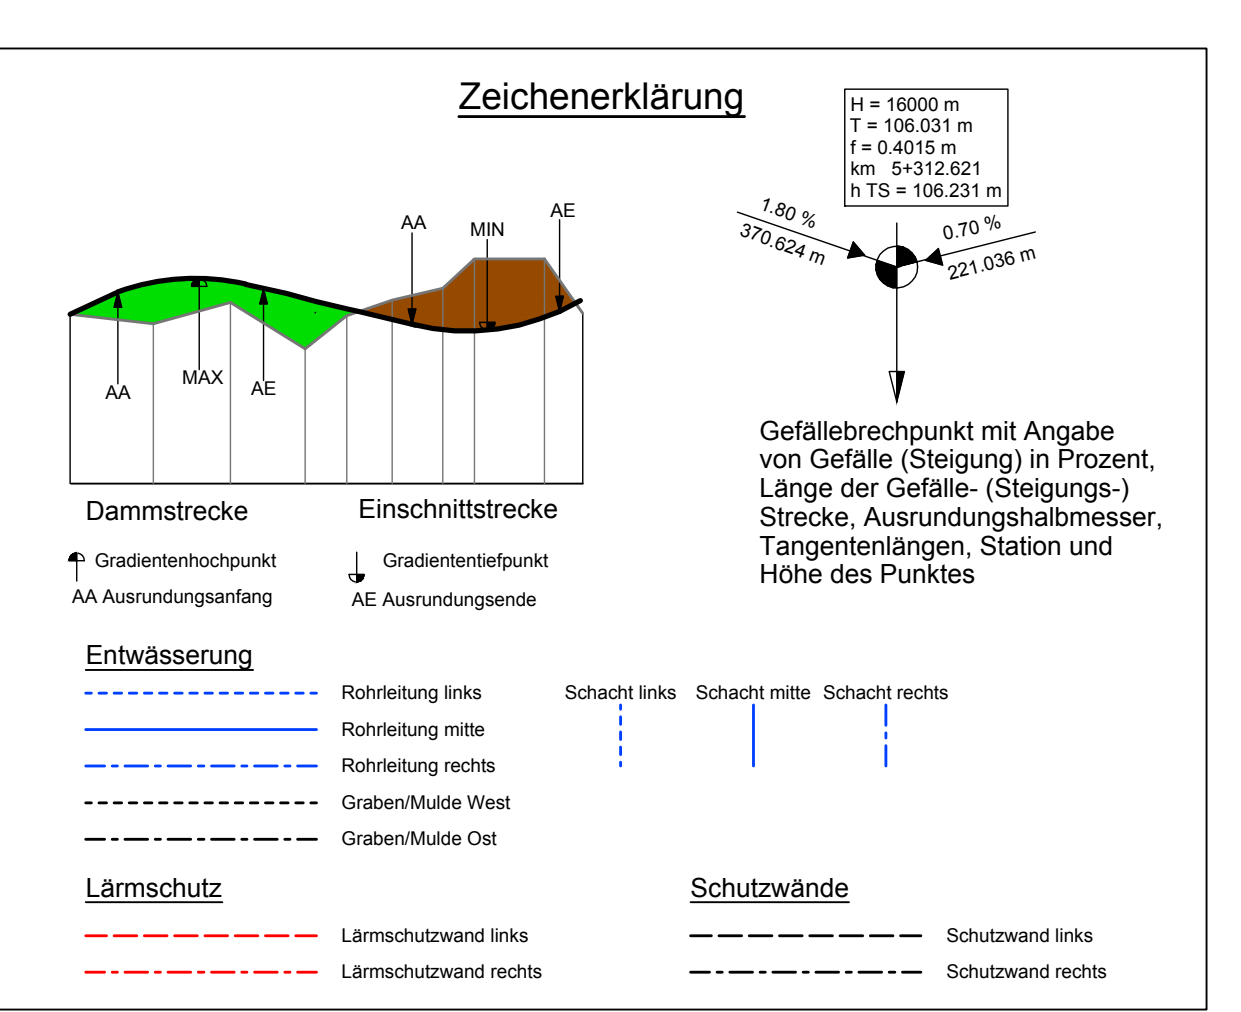 Zeichenerklärung
H = 16000 m
T = 106.031 m
f = 0.4015 m
km 5+312.621
h TS = 106.231 m
1.80 %
370.624 m
0.70 %
221.036 m
AA
MIN
AE
AA
MAX
AE
Dammstrecke
Einschnittstrecke
Gradientenhochpunkt
Gradiententiefpunkt
AA Ausrundungsanfang
AE Ausrundungsende
Gefällebrechpunkt mit Angabe
von Gefälle (Steigung) in Prozent,
Länge der Gefälle- (Steigungs-)
Strecke, Ausrundungshalbmesser,
Tangentenlängen, Station und
Höhe des Punktes
Entwässerung
Rohrleitung links
Rohrleitung mitte
Rohrleitung rechts
Graben/Mulde West
Graben/Mulde Ost
Schacht links
Schacht mitte
Schacht rechts
Lärmschutz
Lärmschutzwand links
Lärmschutzwand rechts
Schutzwände
Schutzwand links
Schutzwand rechts